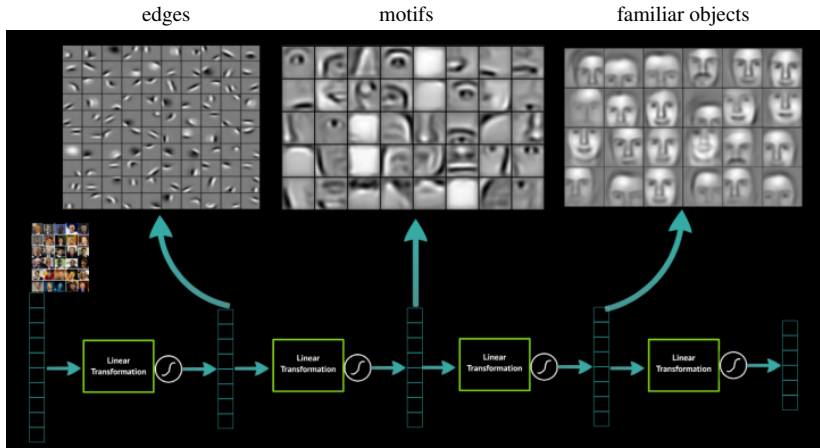 edges
motifs
familiar objects
Linear
Transformation
Linear
Transformation
Linear
Transformation
Linear
Transformation